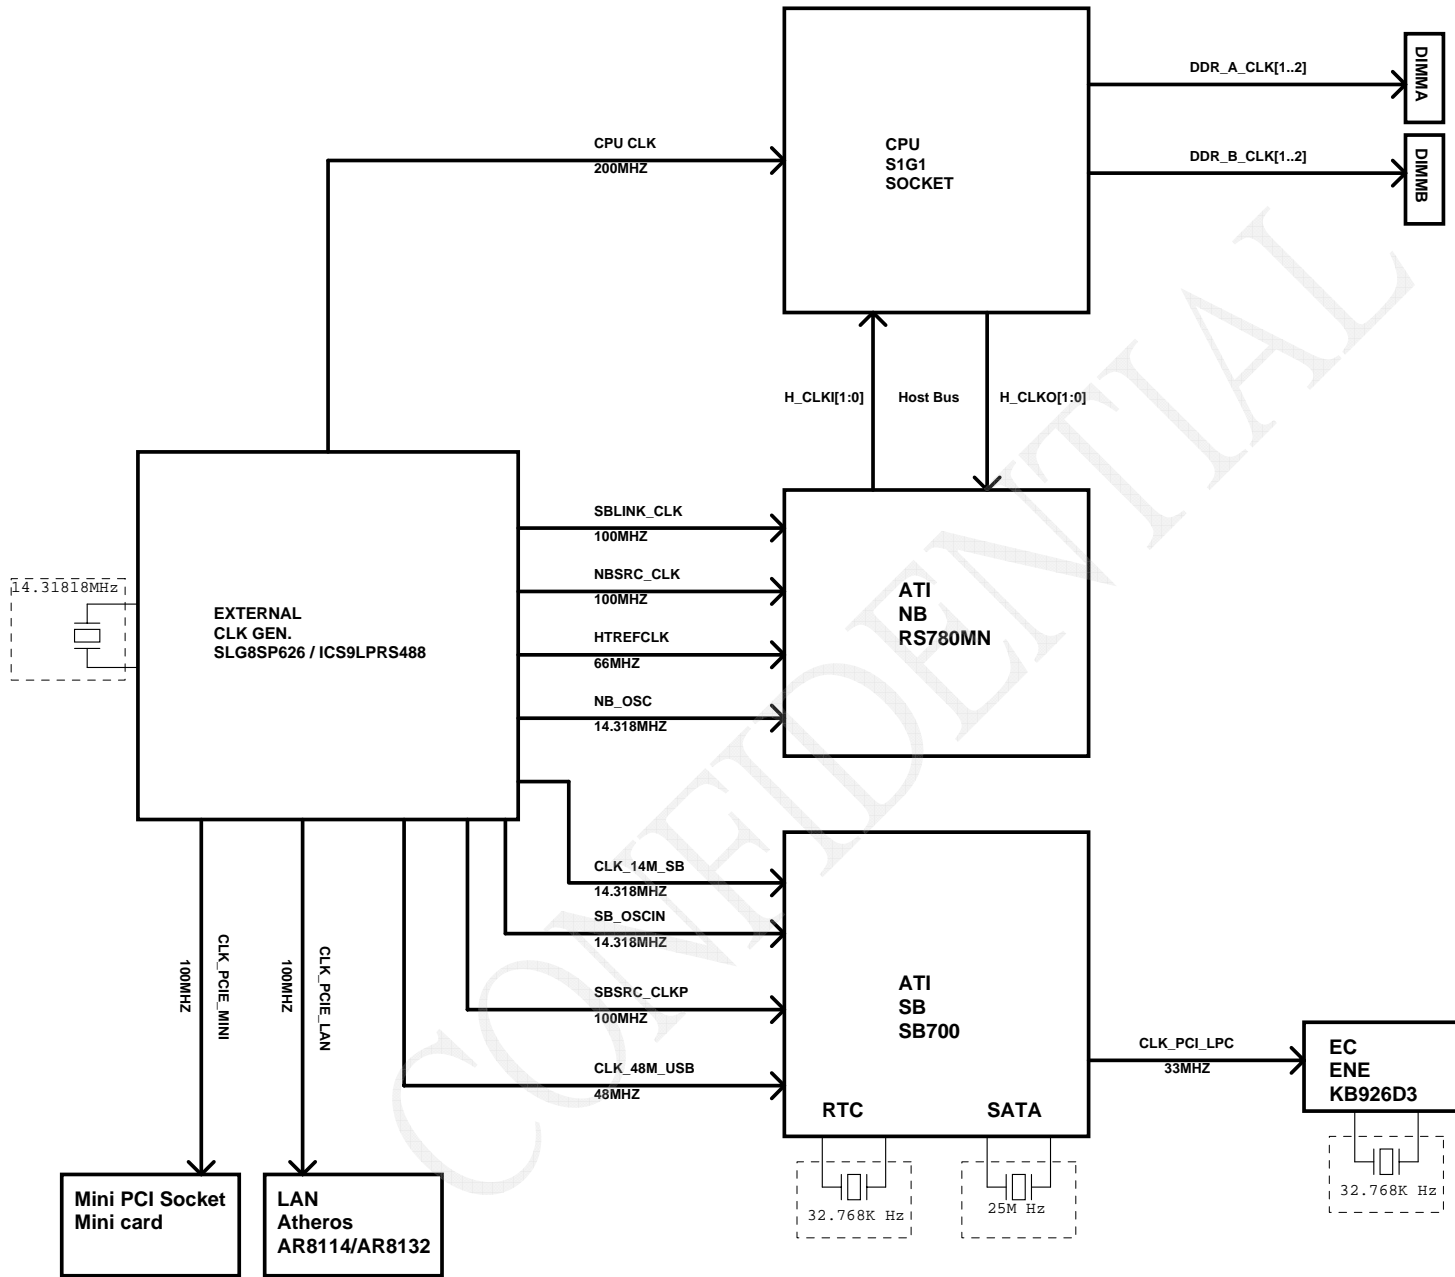 DDR_A_CLK[1..2]
DIMMA
CPU CLK
200MHZ
CPU
S1G1
SOCKET
DDR_B_CLK[1..2]
DIMMB
H_CLKI[1:0]
Host Bus
H_CLKO[1:0]
14.31818MHz
EXTERNAL
CLK GEN.
SLG8SP626 / ICS9LPRS488
SBLINK_CLK
100MHZ
NBSRC_CLK
100MHZ
HTREFCLK
66MHZ
NB_OSC
14.318MHZ
ATI
NB
RS780MN
CLK_14M_SB
14.318MHZ
SB_OSCIN
14.318MHZ
SBSRC_CLKP
100MHZ
CLK_48M_USB
48MHZ
ATI
SB
SB700
RTC
SATA
CLK_PCI_LPC
33MHZ
EC
ENE
KB926D3
100MHZ
CLK_PCIE_MINI
100MHZ
CLK_PCIE_LAN
Mini PCI Socket
Mini card
LAN
Atheros
AR8114/AR8132
32.768K Hz
25M Hz
32.768K Hz
CONFIDENTIAL